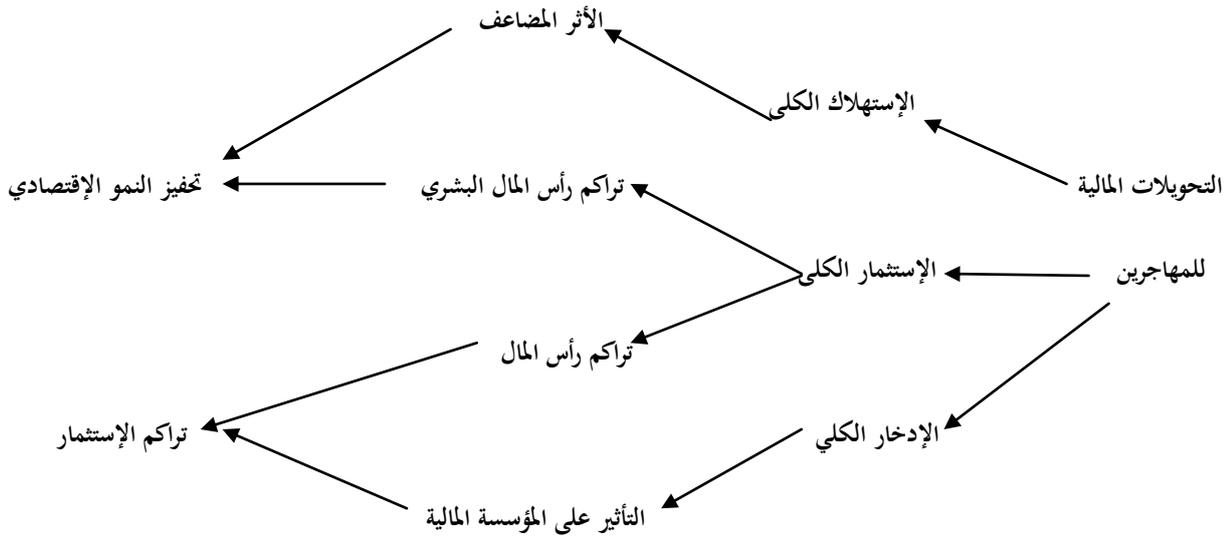 الأثر المضاعف
الإستهلاك الكلي
التحويلات المالية
تراكم رأس المال البشري
تحفيز النمو الإقتصادي
للمهاجرين
الإستثمار الكلي
تراكم رأس المال
الإدخار الكلي
تراكم الإستثمار
التأثير على المؤسسة المالية